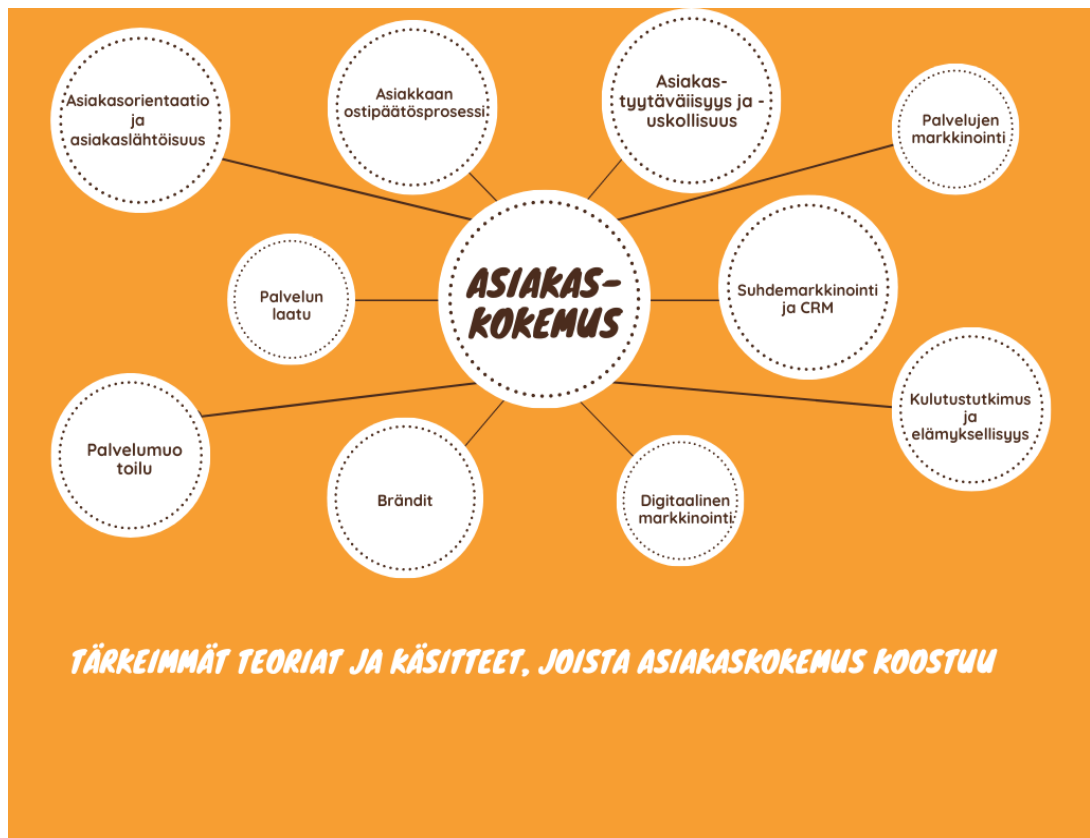 Asiakasorientaatio
ja
asiakaslähtöisuus
Asiakkaan
ostipäätösprosessi
Asiakas-
tyytäväisyys ja -
uskollisuus
Palvelujen
markkinointi
Palvelun
laatu
ASIAKAS-
KOKEMUS
Suhdemarkkinointi
ja CRM
Palvelumuo
toilu
Brändit
Digitaalinen
markkinointi
Kulutustutkimus
ja
elämyksellisyys
TÄRKEIMMÄT TEORIAT JA KÄSITTEET, JOISTA ASIAKASKOKEMUS KOOSTUU